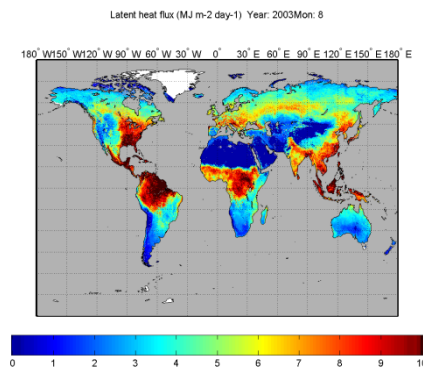 Latent heat flux (MJ m-2 day-1)  Year: 2003Mon: 8
180° W150° W120° W 90° W 60° W 30° W 0° 30° E 60° E 90° E 120° E 150° E 180° E
0 1 2 3 4 5 6 7 8 9 10